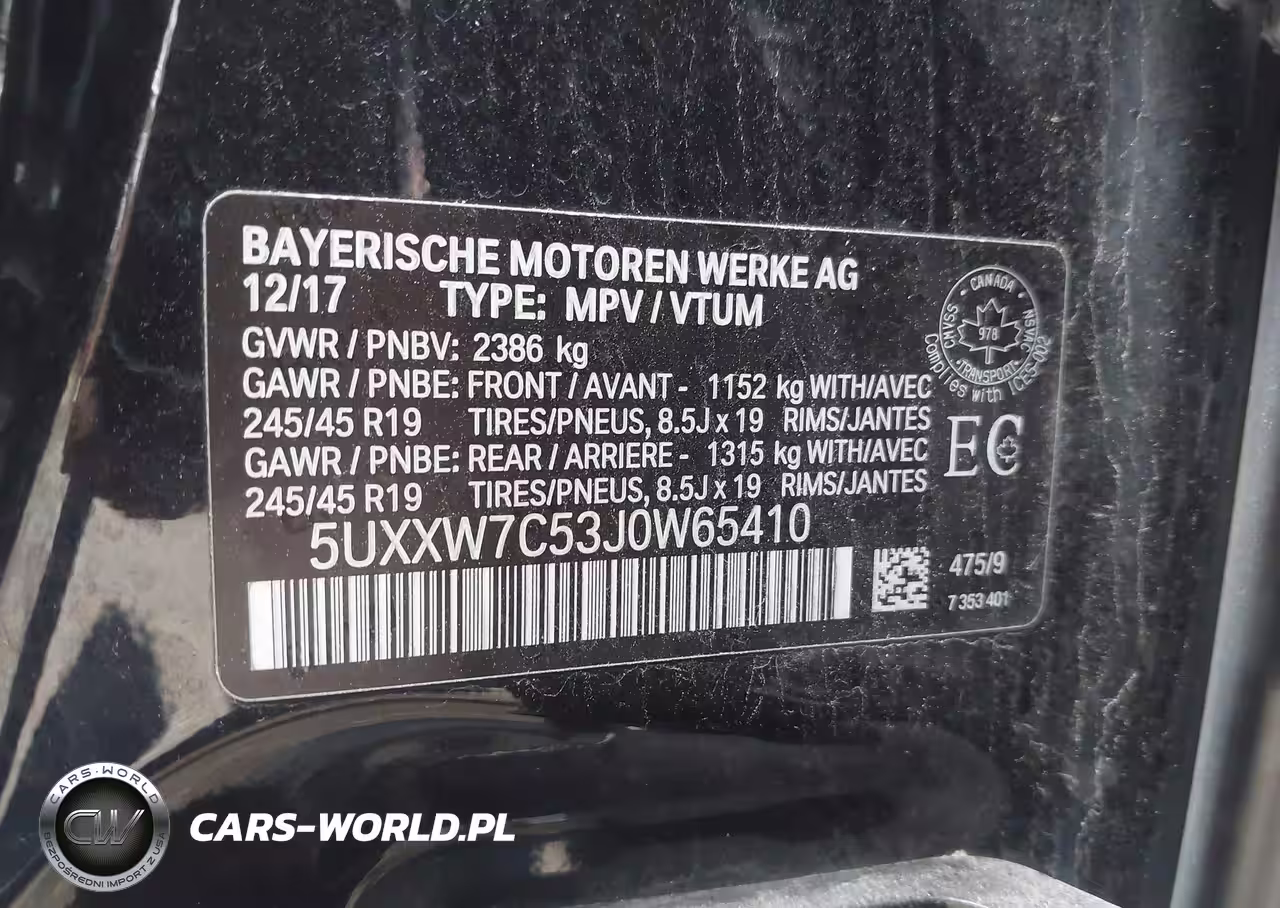 BAYERISCHE MOTOREN WERKE AG
12/17 TYPE: MPV / VTUM
GVWR / PNBV: 2386 kg
GAWR / PNBE: FRONT / AVANT - 1152 kg WITH/AVEC
245/45 R19 TIRES/PNEUS, 8.5J x 19 RIMS/JANTES
GAWR / PNBE: REAR / ARRIERE - 1315 kg WITH/AVEC
245/45 R19 TIRES/PNEUS, 8.5J x 19 RIMS/JANTES
5UXXW7C53J0W65410
CANADA
CMVSS
NSVAC
978
TRANSPORT
Complies with ICES-002
EC
475/9
7 353 401
CARS-WORLD
CW
BEZPOŚREDNI IMPORT Z USA
CARS-WORLD.PL